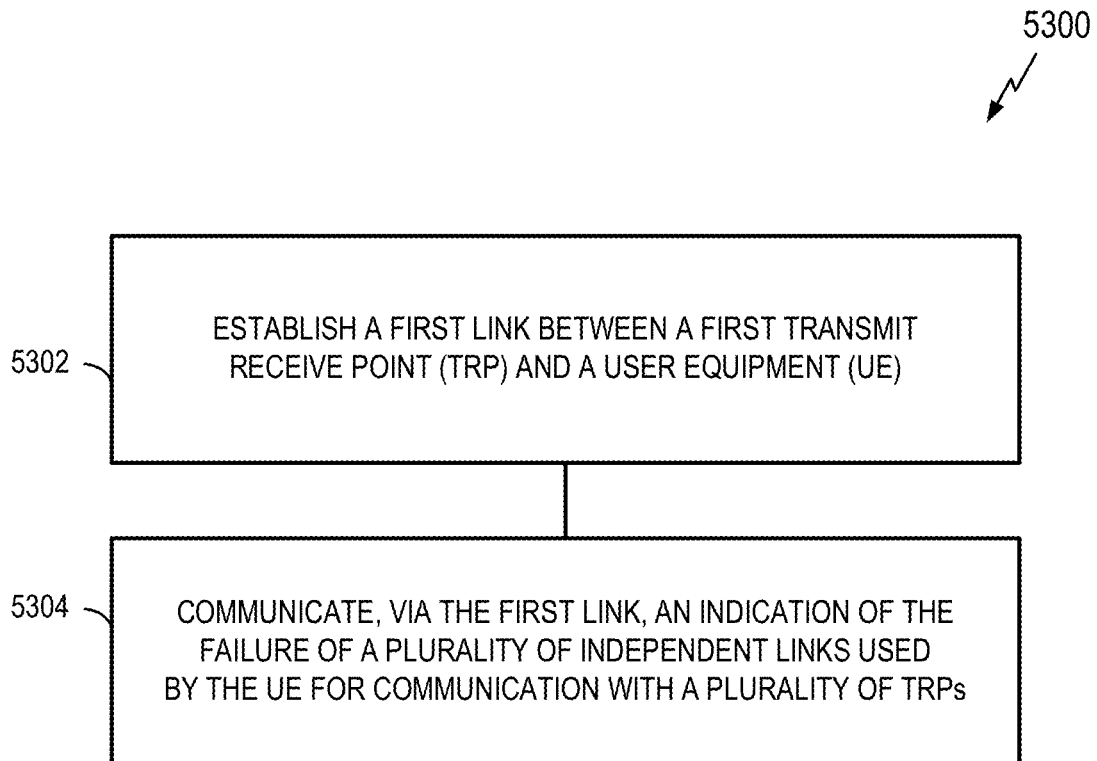 5300
ESTABLISH A FIRST LINK BETWEEN A FIRST TRANSMIT
RECEIVE POINT (TRP) AND A USER EQUIPMENT (UE)
5302
COMMUNICATE, VIA THE FIRST LINK, AN INDICATION OF THE
FAILURE OF A PLURALITY OF INDEPENDENT LINKS USED
BY THE UE FOR COMMUNICATION WITH A PLURALITY OF TRPs
5304